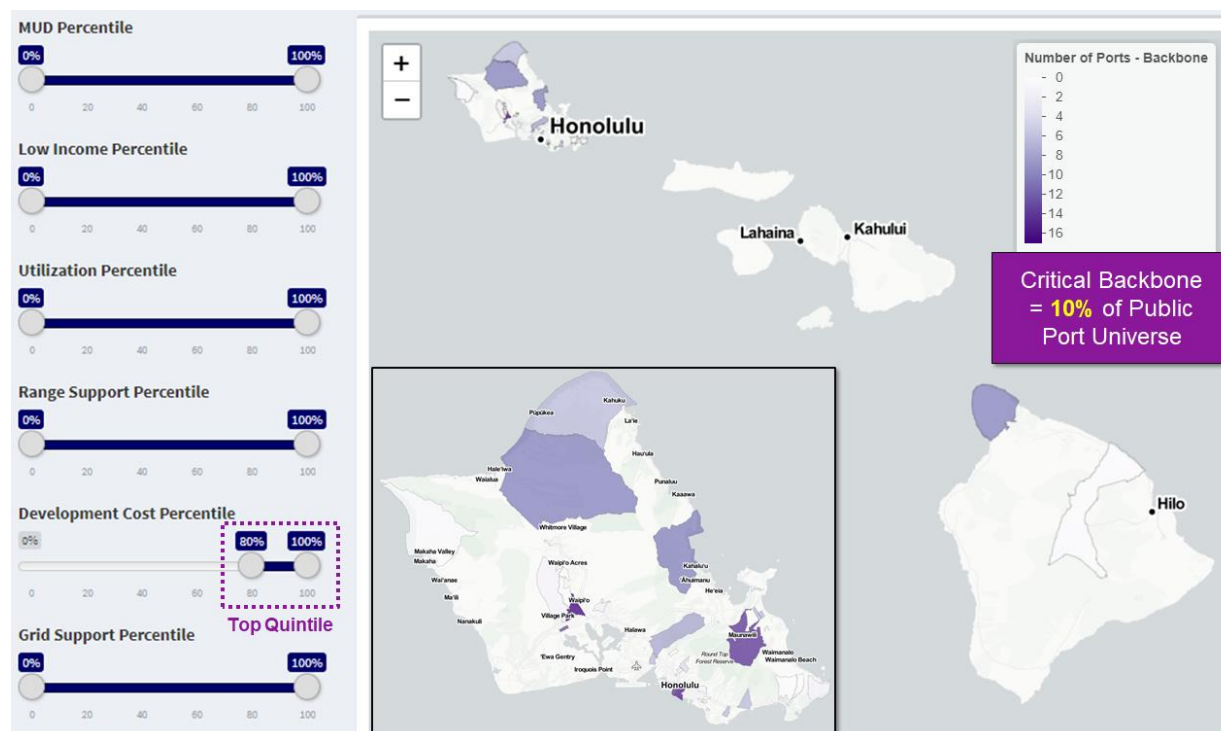 MUD Percentile
0% 100%
0 20 40 60 80 100
Low Income Percentile
0% 100%
0 20 40 60 80 100
Utilization Percentile
0% 100%
0 20 40 60 80 100
Range Support Percentile
0% 100%
0 20 40 60 80 100
Development Cost Percentile
0% 80% 100%
0 20 40 60 80 100
Top Quintile
Grid Support Percentile
0% 100%
0 20 40 60 80 100
+
−
Honolulu
Lahaina
Kahului
Hilo
Number of Ports - Backbone
0
2
4
6
8
10
12
14
16
Critical Backbone
= 10% of Public
Port Universe
Kahuku
Pūpūkea
La'ie
Hau'ula
Hale'iwa
Waialua
Punaluu
Kaaawa
Whitmore Village
Makaha Valley
Makaha
Waipi'o Acres
Kahalu'u
'Āhuimanu
He'eia
Wai'anae
Ma'ili
Waipi'o
Village Park
Nanakuli
Halawa
Maunawili
'Ewa Gentry
Round Top
Forest Reserve
Waimanalo
Waimanalo Beach
Iroquois Point
Honolulu